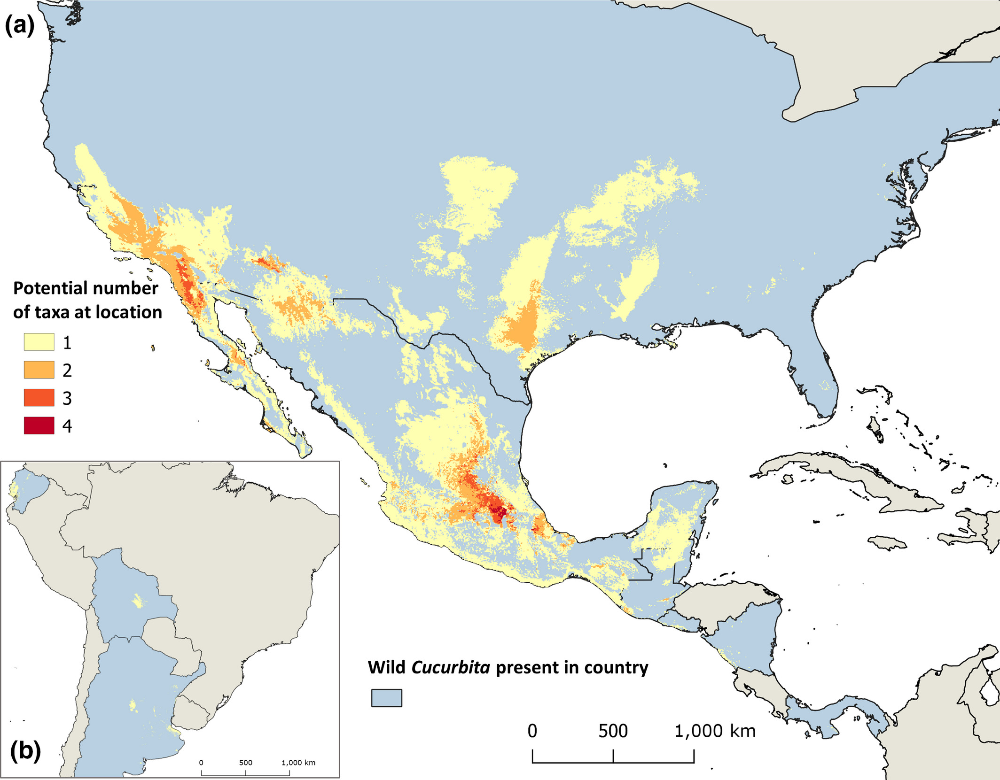 (a)
Potential number
of taxa at location
1
2
3
4
(b)
0 500 1,000 km
Wild Cucurbita present in country
0 500 1,000 km